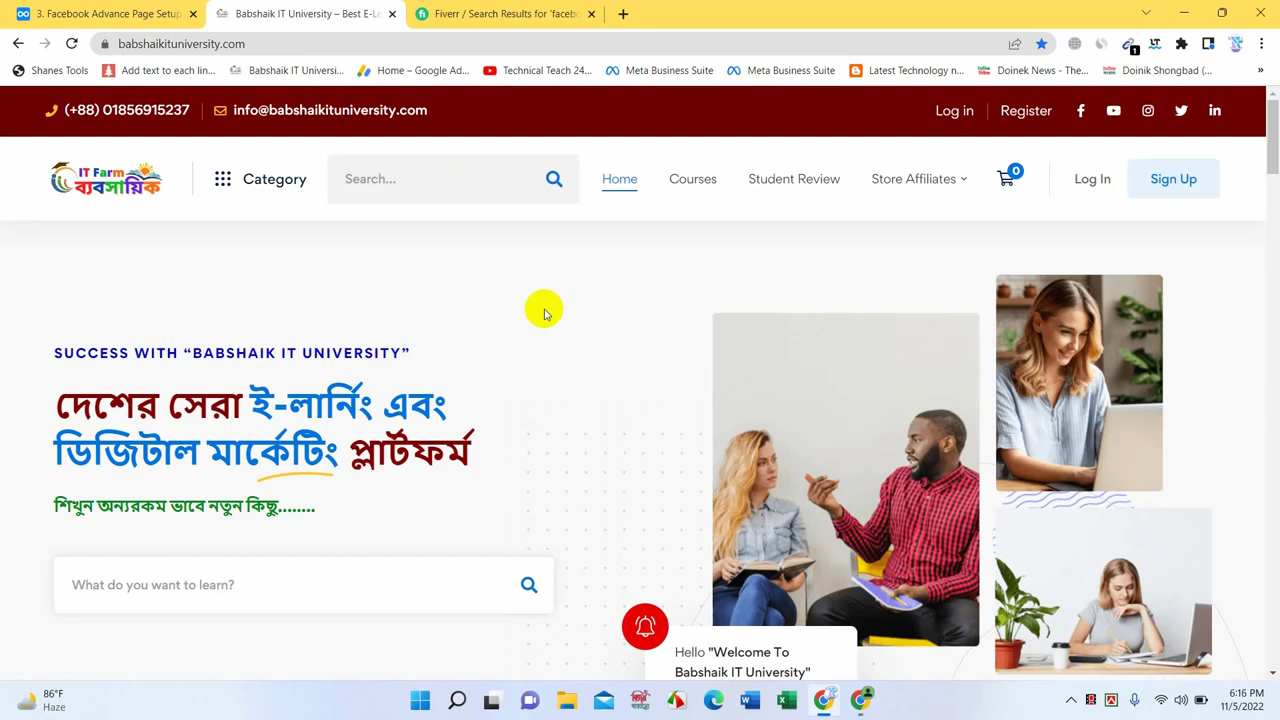 3. Facebook Advance Page Setup
Babshaik IT University – Best E-Le
Fiverr / Search Results for 'facebo
babshaikituniversity.com
1
Shanes Tools
Add text to each lin...
Babshaik IT Universi...
Home – Google Ad...
Technical Teach 24...
Meta Business Suite
Meta Business Suite
Latest Technology n...
Doinek News - The...
Doinik Shongbad (...
»
(+88) 01856915237
info@babshaikituniversity.com
Log in
Register
IT Farm
ব্যবসায়িক
Category
Search...
Home
Courses
Student Review
Store Affiliates
0
Log In
Sign Up
SUCCESS WITH “BABSHAIK IT UNIVERSITY”
দেশের সেরা ই-লার্নিং এবং
ডিজিটাল মার্কেটিং প্লার্টফর্ম
শিখুন অন্যরকম ভাবে নতুন কিছু........
What do you want to learn?
Hello "Welcome To
Babshaik IT University"
86°F
Haze
6:16 PM
11/5/2022